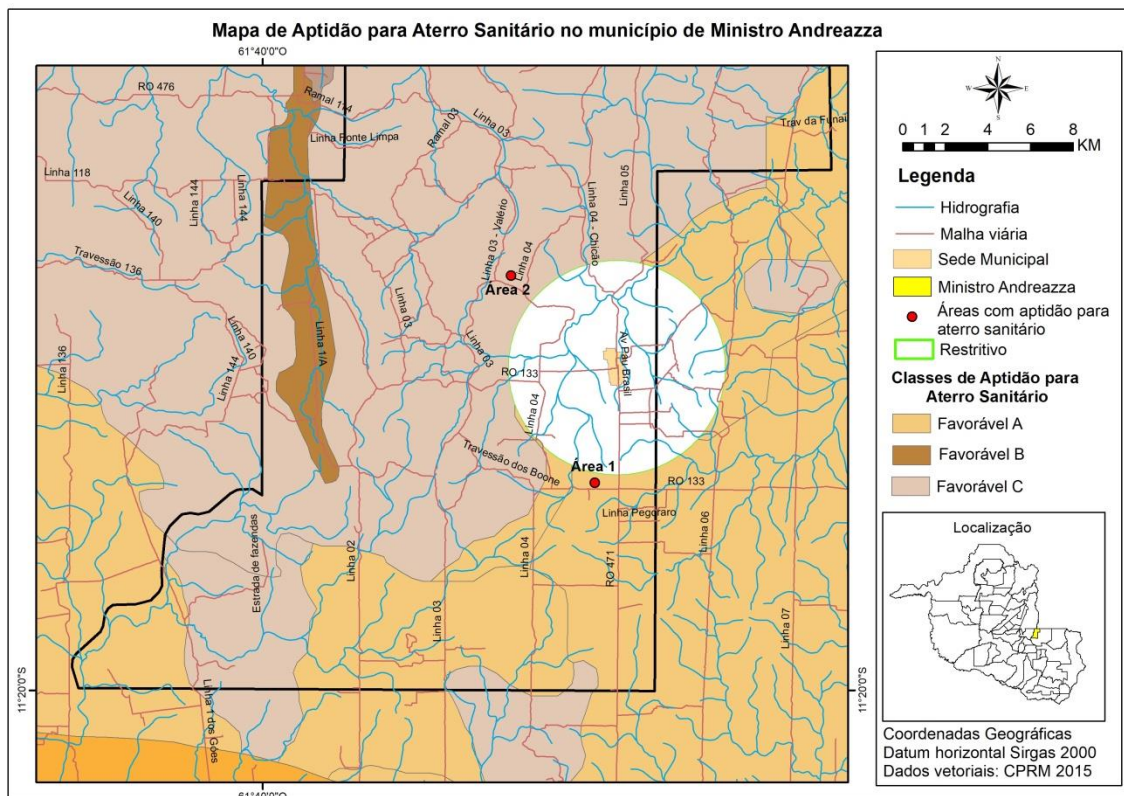 Mapa de Aptidão para Aterro Sanitário no município de Ministro Andreazza
61°40'0"O
RO 476
Ramal 114
Linha 03
Linha Fonte Limpa
Ramal 03
Trav da Funai
Linha 118
Linha 140
Linha 144
Linha 144
Linha 05
Linha 04 - Chicão
Linha 03 - Valério
Linha 04
Travessão 136
Área 2
Linha 03
Linha 1/A
Linha 03
Av Pau Brasil
Linha 136
Linha 140
Linha 144
RO 133
Linha 04
Travessão dos Boone
Área 1
RO 133
Linha Pegoraro
Estrada de fazendas
Linha 02
Linha 04
RO 471
Linha 06
Linha 03
Linha 07
Linha 1 dos Goes
11°20'0"S
11°20'0"S
61°40'0"O
N
W
E
S
0 1 2 4 6 8
KM
Legenda
Hidrografia
Malha viária
Sede Municipal
Ministro Andreazza
Áreas com aptidão para
aterro sanitário
Restritivo
Classes de Aptidão para
Aterro Sanitário
Favorável A
Favorável B
Favorável C
Localização
Coordenadas Geográficas
Datum horizontal Sirgas 2000
Dados vetoriais: CPRM 2015